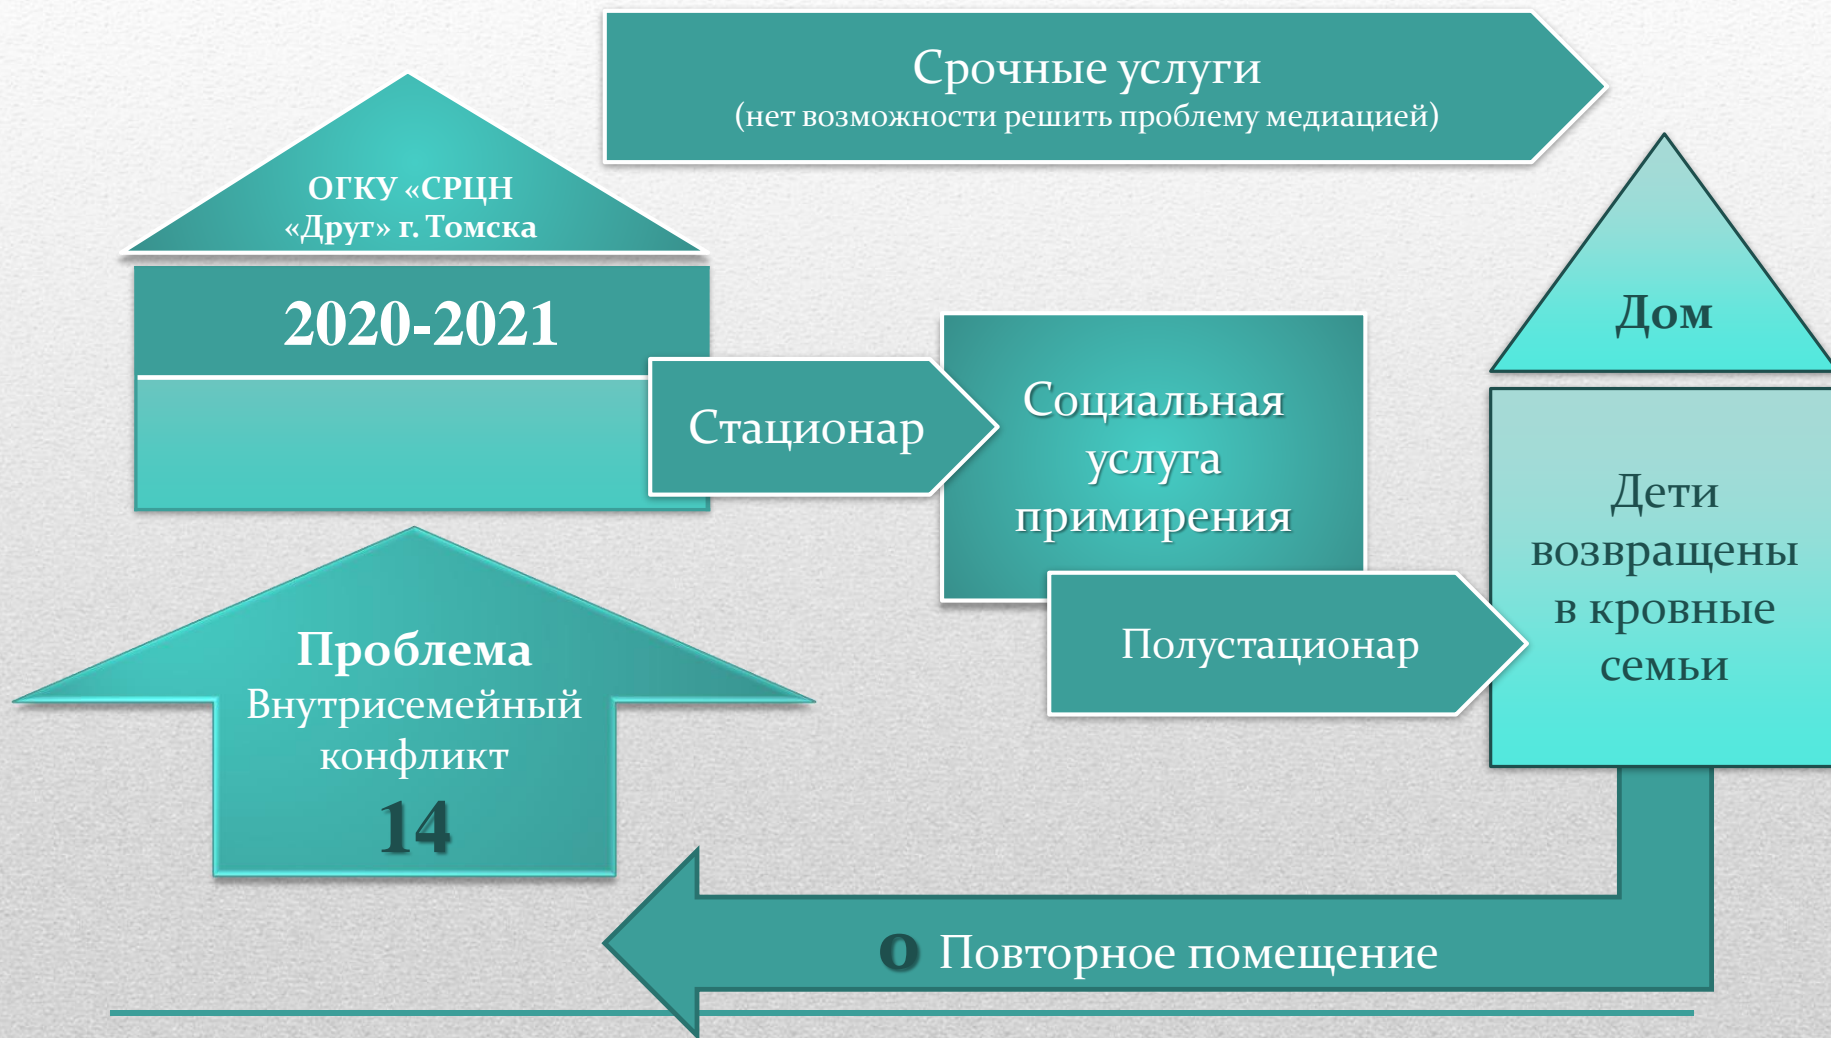 Срочные услуги
(нет возможности решить проблему медиацией)
ОГКУ «СРЦН
«Друг» г. Томска
2020-2021
Стационар
Социальная
услуга
примирения
Полустационар
Дом
Дети
возвращены
в кровные
семьи
Проблема
Внутрисемейный
конфликт
14
0 Повторное помещение